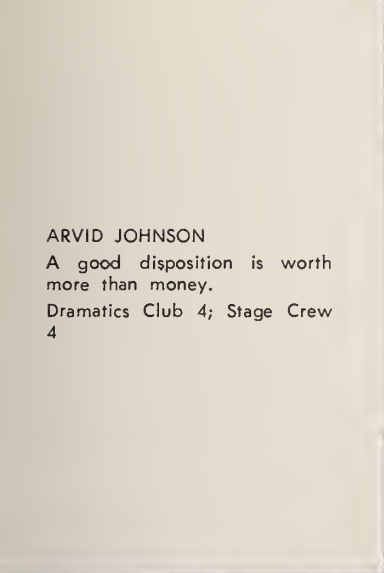 ARVID JOHNSON
A good disposition is worth
more than money.
Dramatics Club 4; Stage Crew
4